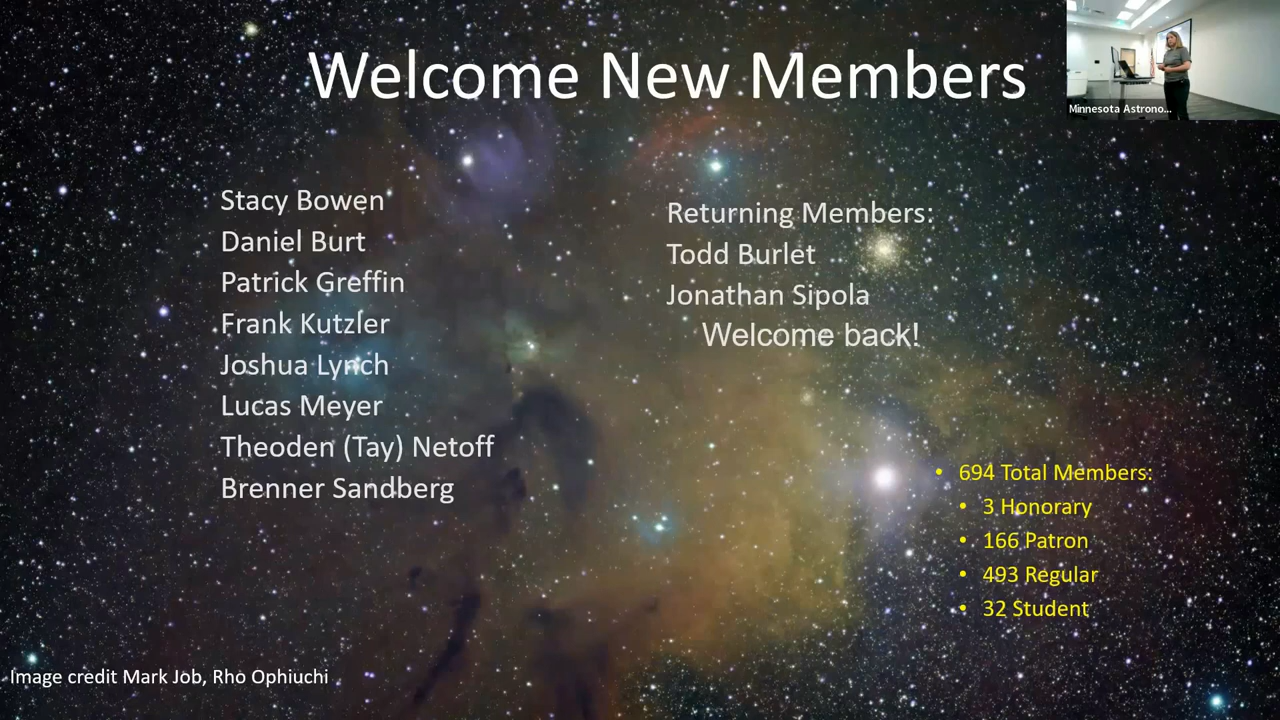 Welcome New Members
Minnesota Astrono...
Stacy Bowen
Daniel Burt
Patrick Greffin
Frank Kutzler
Joshua Lynch
Lucas Meyer
Theoden (Tay) Netoff
Brenner Sandberg
Returning Members:
Todd Burlet
Jonathan Sipola
Welcome back!
• 694 Total Members:
• 3 Honorary
• 166 Patron
• 493 Regular
• 32 Student
Image credit Mark Job, Rho Ophiuchi